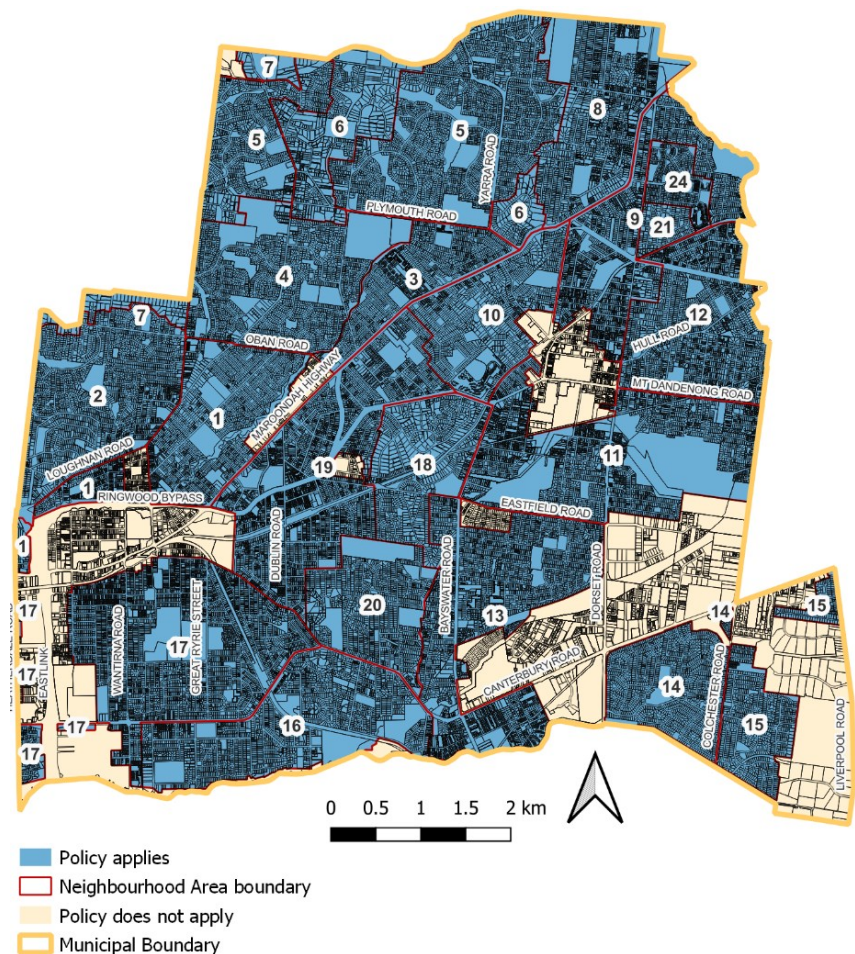 7
5
6
5
8
YARRA ROAD
24
PLYMOUTH ROAD
6
9
21
4
3
10
12
7
HULL ROAD
OBAN ROAD
MT DANDENONG ROAD
2
1
MAROONDAH HIGHWAY
LOUGHNAN ROAD
19
18
11
1
RINGWOOD BYPASS
EASTFIELD ROAD
1
DUBLIN ROAD
BAYSWATER ROAD
DORSET ROAD
17
20
13
14
15
WANTIRNA ROAD
GREAT RYRIE STREET
17
CANTERBURY ROAD
17
EASTLINK
14
COLCHESTER ROAD
15
17
16
17
LIVERPOOL ROAD
0 0.5 1 1.5 2 km
Policy applies
Neighbourhood Area boundary
Policy does not apply
Municipal Boundary